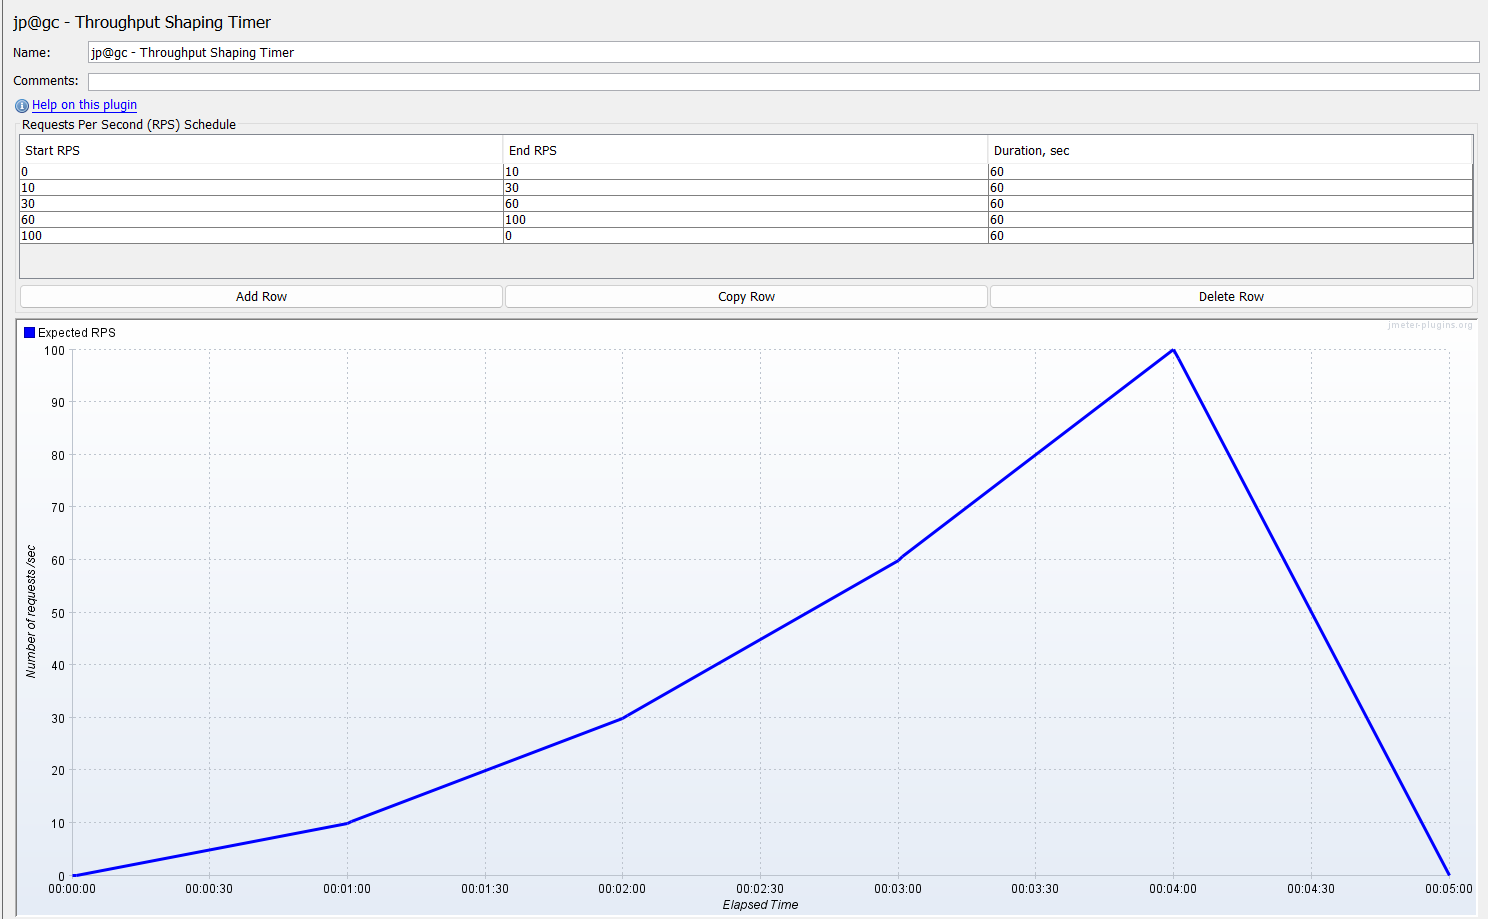 jp@gc - Throughput Shaping Timer
Name: jp@gc - Throughput Shaping Timer
Comments:
Help on this plugin
Requests Per Second (RPS) Schedule
Start RPS End RPS Duration, sec
0 10 60
10 30 60
30 60 60
60 100 60
100 0 60
Add Row Copy Row Delete Row
Expected RPS
jmeter-plugins.org
100
90
80
70
60
50
40
30
20
10
0
Number of requests /sec
00:00:00 00:00:30 00:01:00 00:01:30 00:02:00 00:02:30 00:03:00 00:03:30 00:04:00 00:04:30 00:05:00
Elapsed Time